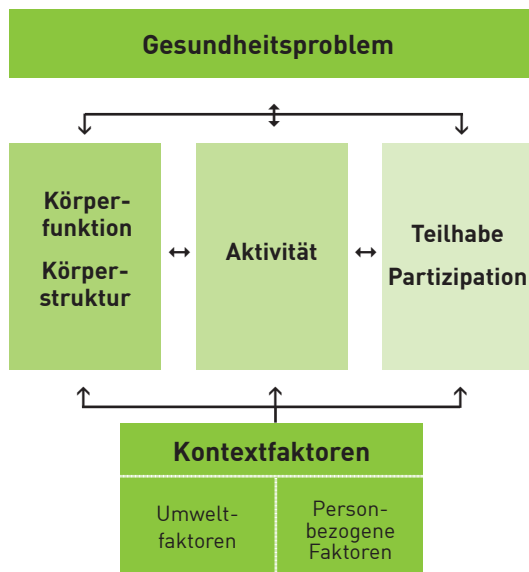 Gesundheitsproblem
Körper-
funktion
Körper-
struktur
Aktivität
Teilhabe
Partizipation
Kontextfaktoren
Umwelt-
faktoren
Person-
bezogene
Faktoren